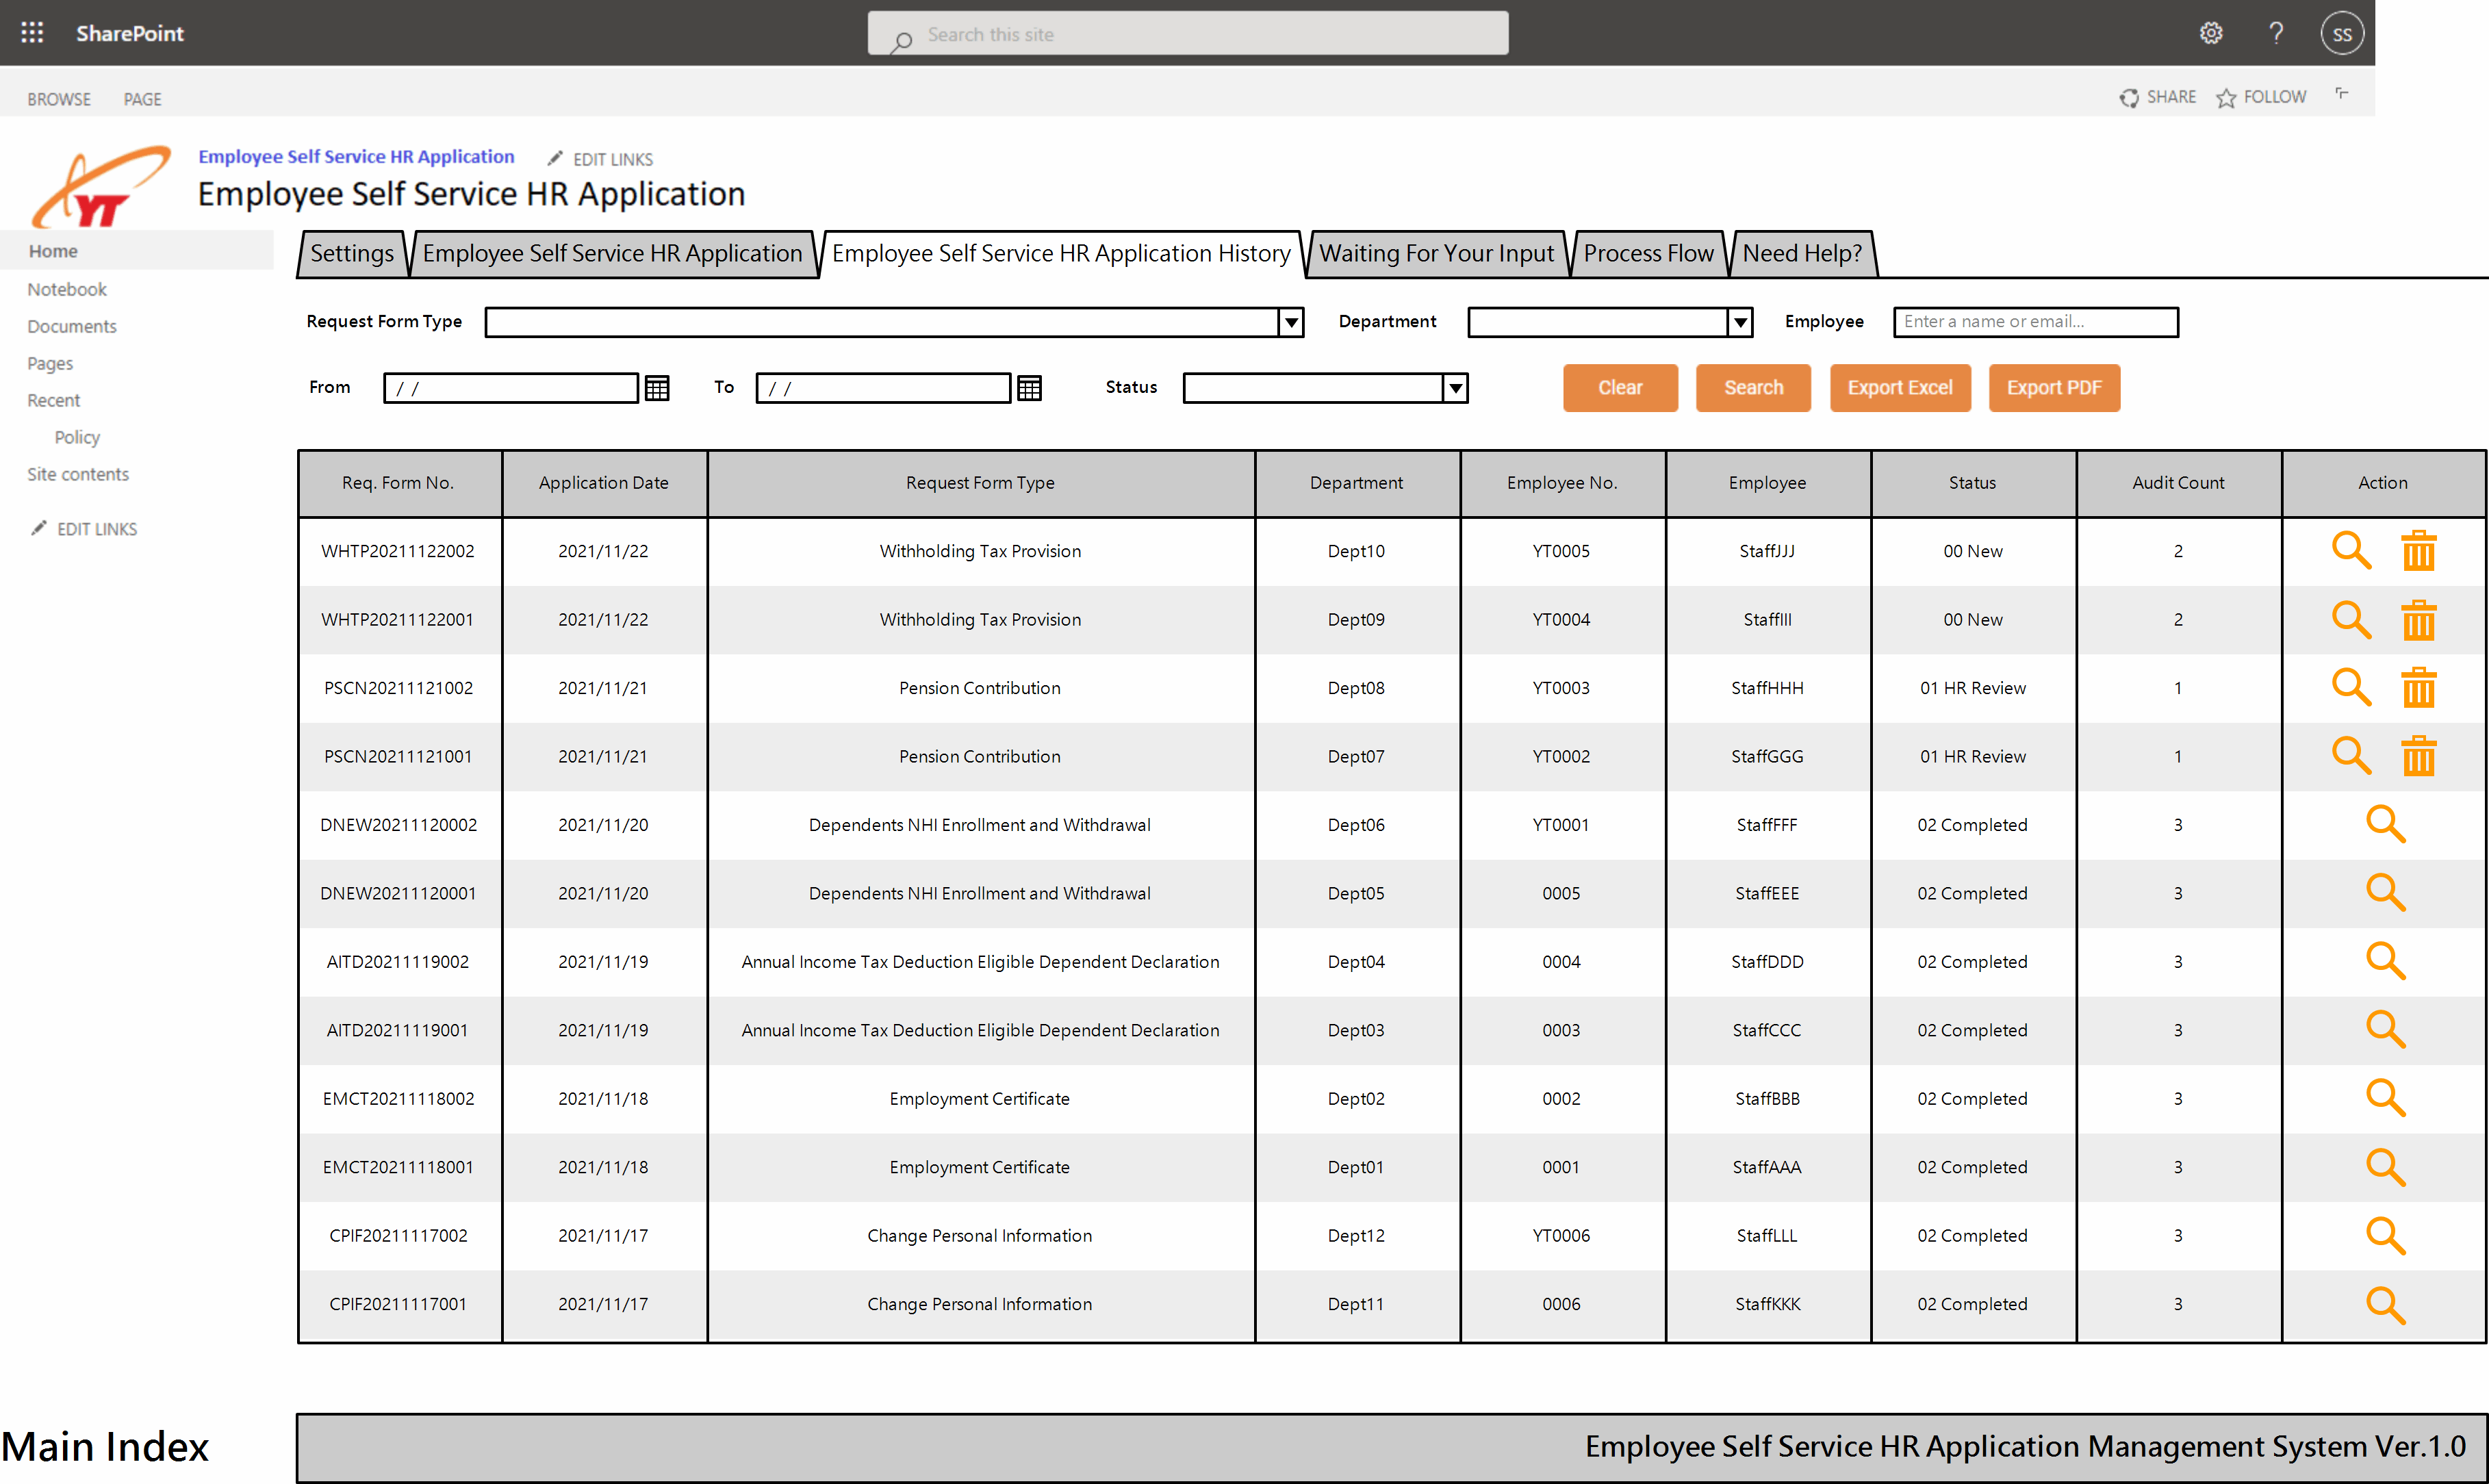 SharePoint
Search this site
?
SS
BROWSE PAGE
SHARE FOLLOW
YT
Employee Self Service HR Application EDIT LINKS
Employee Self Service HR Application
Home
Notebook
Documents
Pages
Recent
Policy
Site contents
EDIT LINKS
Settings Employee Self Service HR Application Employee Self Service HR Application History Waiting For Your Input Process Flow Need Help?
Request Form Type Department Employee Enter a name or email...
From / / To / / Status Clear Search Export Excel Export PDF
Req. Form No. Application Date Request Form Type Department Employee No. Employee Status Audit Count Action
WHTP20211122002 2021/11/22 Withholding Tax Provision Dept10 YT0005 StaffJJJ 00 New 2
WHTP20211122001 2021/11/22 Withholding Tax Provision Dept09 YT0004 StaffIII 00 New 2
PSCN20211121002 2021/11/21 Pension Contribution Dept08 YT0003 StaffHHH 01 HR Review 1
PSCN20211121001 2021/11/21 Pension Contribution Dept07 YT0002 StaffGGG 01 HR Review 1
DNEW20211120002 2021/11/20 Dependents NHI Enrollment and Withdrawal Dept06 YT0001 StaffFFF 02 Completed 3
DNEW20211120001 2021/11/20 Dependents NHI Enrollment and Withdrawal Dept05 0005 StaffEEE 02 Completed 3
AITD20211119002 2021/11/19 Annual Income Tax Deduction Eligible Dependent Declaration Dept04 0004 StaffDDD 02 Completed 3
AITD20211119001 2021/11/19 Annual Income Tax Deduction Eligible Dependent Declaration Dept03 0003 StaffCCC 02 Completed 3
EMCT20211118002 2021/11/18 Employment Certificate Dept02 0002 StaffBBB 02 Completed 3
EMCT20211118001 2021/11/18 Employment Certificate Dept01 0001 StaffAAA 02 Completed 3
CPIF20211117002 2021/11/17 Change Personal Information Dept12 YT0006 StaffLLL 02 Completed 3
CPIF20211117001 2021/11/17 Change Personal Information Dept11 0006 StaffKKK 02 Completed 3
Main Index
Employee Self Service HR Application Management System Ver.1.0